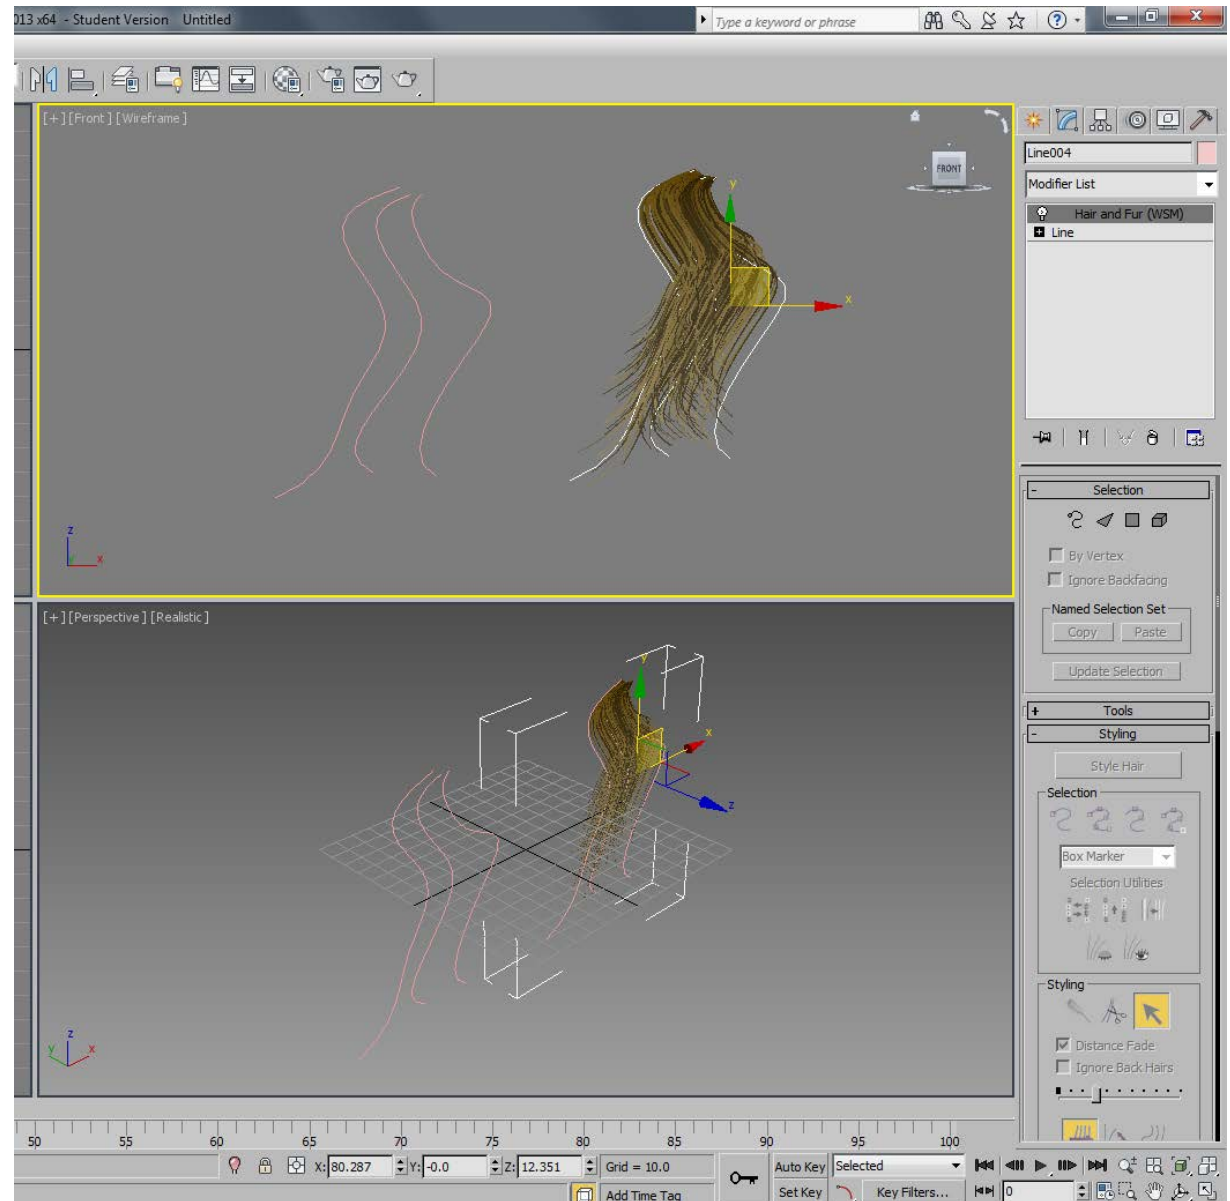 013 x64 - Student Version Untitled
Type a keyword or phrase
[+] [Front] [Wireframe]
FRONT
y
x
z
y x
[+] [Perspective] [Realistic]
y
x
z
z
y x
Line004
Modifier List
Hair and Fur (WSM)
Line
- Selection
By Vertex
Ignore Backfacing
Named Selection Set
Copy Paste
Update Selection
+ Tools
- Styling
Style Hair
Selection
Box Marker
Selection Utilities
Styling
Distance Fade
Ignore Back Hairs
50 55 60 65 70 75 80 85 90 95 100
X: 80.287 Y: -0.0 Z: 12.351 Grid = 10.0 Auto Key Selected
Add Time Tag Set Key Key Filters... 0